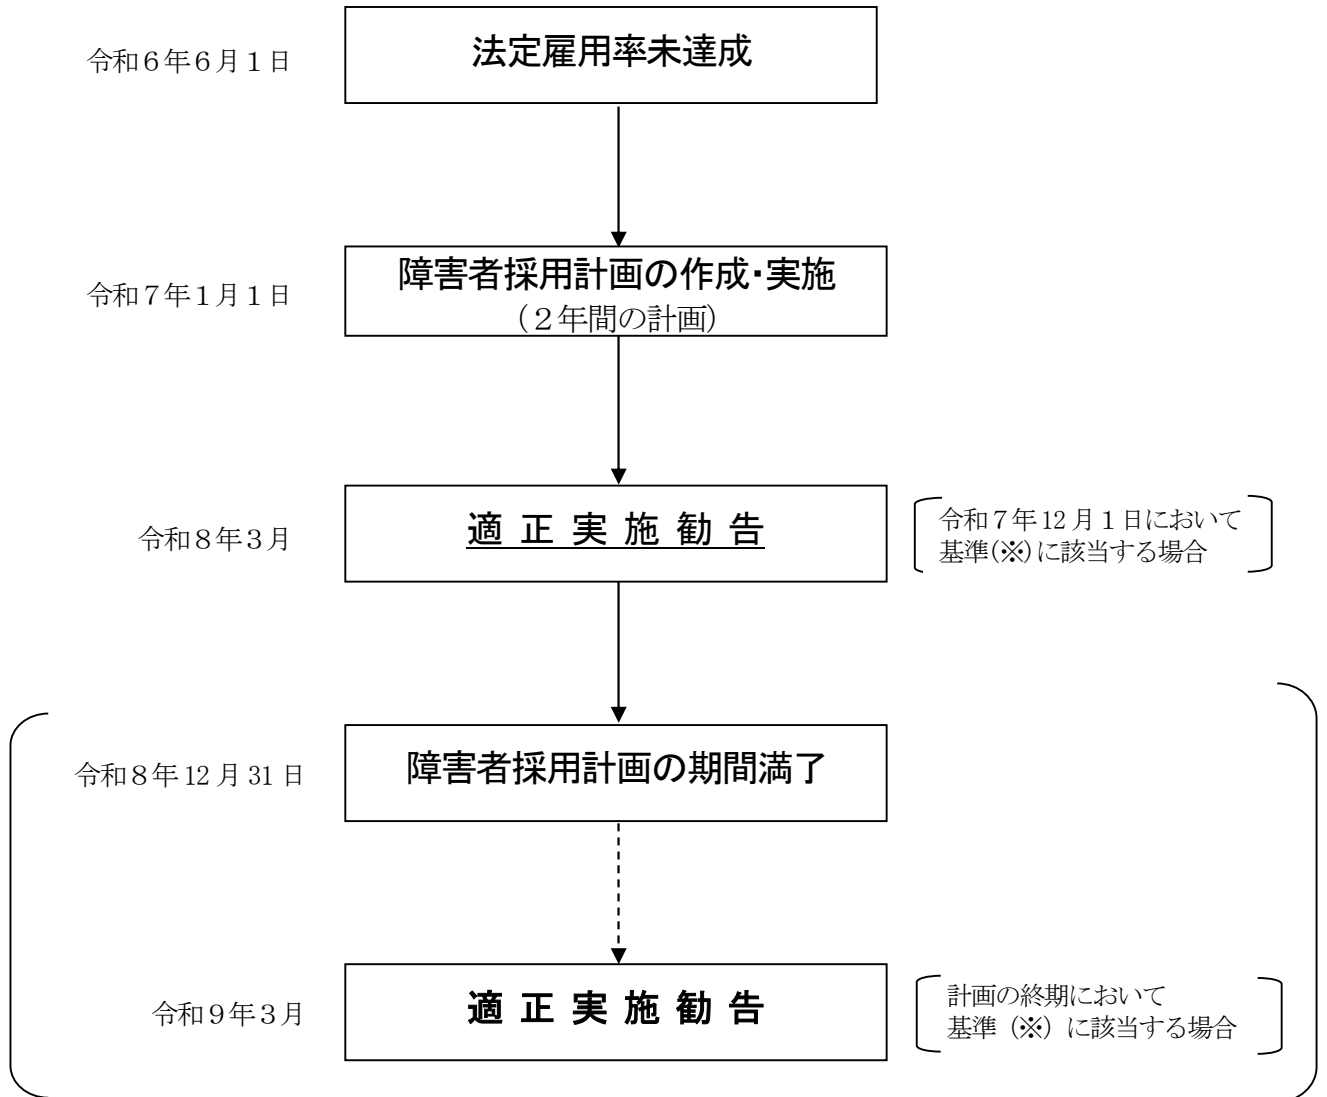 令和６年６月１日
法定雇用率未達成
令和７年１月１日
障害者採用計画の作成・実施
（２年間の計画）
令和８年３月
適 正 実 施 勧 告
令和７年12月１日において
基準(※)に該当する場合
令和８年12月31日
障害者採用計画の期間満了
令和９年３月
適 正 実 施 勧 告
計画の終期において
基準（※）に該当する場合